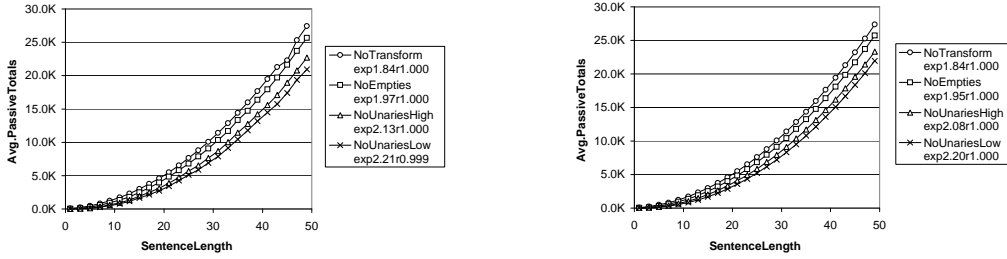 30.0K
25.0K
20.0K
15.0K
10.0K
5.0K
0.0K
Avg.PassiveTotals
0 10 20 30 40 50
SentenceLength
NoTransform
exp1.84r1.000
NoEmpties
exp1.97r1.000
NoUnariesHigh
exp2.13r1.000
NoUnariesLow
exp2.21r0.999
30.0K
25.0K
20.0K
15.0K
10.0K
5.0K
0.0K
Avg.PassiveTotals
0 10 20 30 40 50
SentenceLength
NoTransform
exp1.84r1.000
NoEmpties
exp1.95r1.000
NoUnariesHigh
exp2.08r1.000
NoUnariesLow
exp2.20r1.000